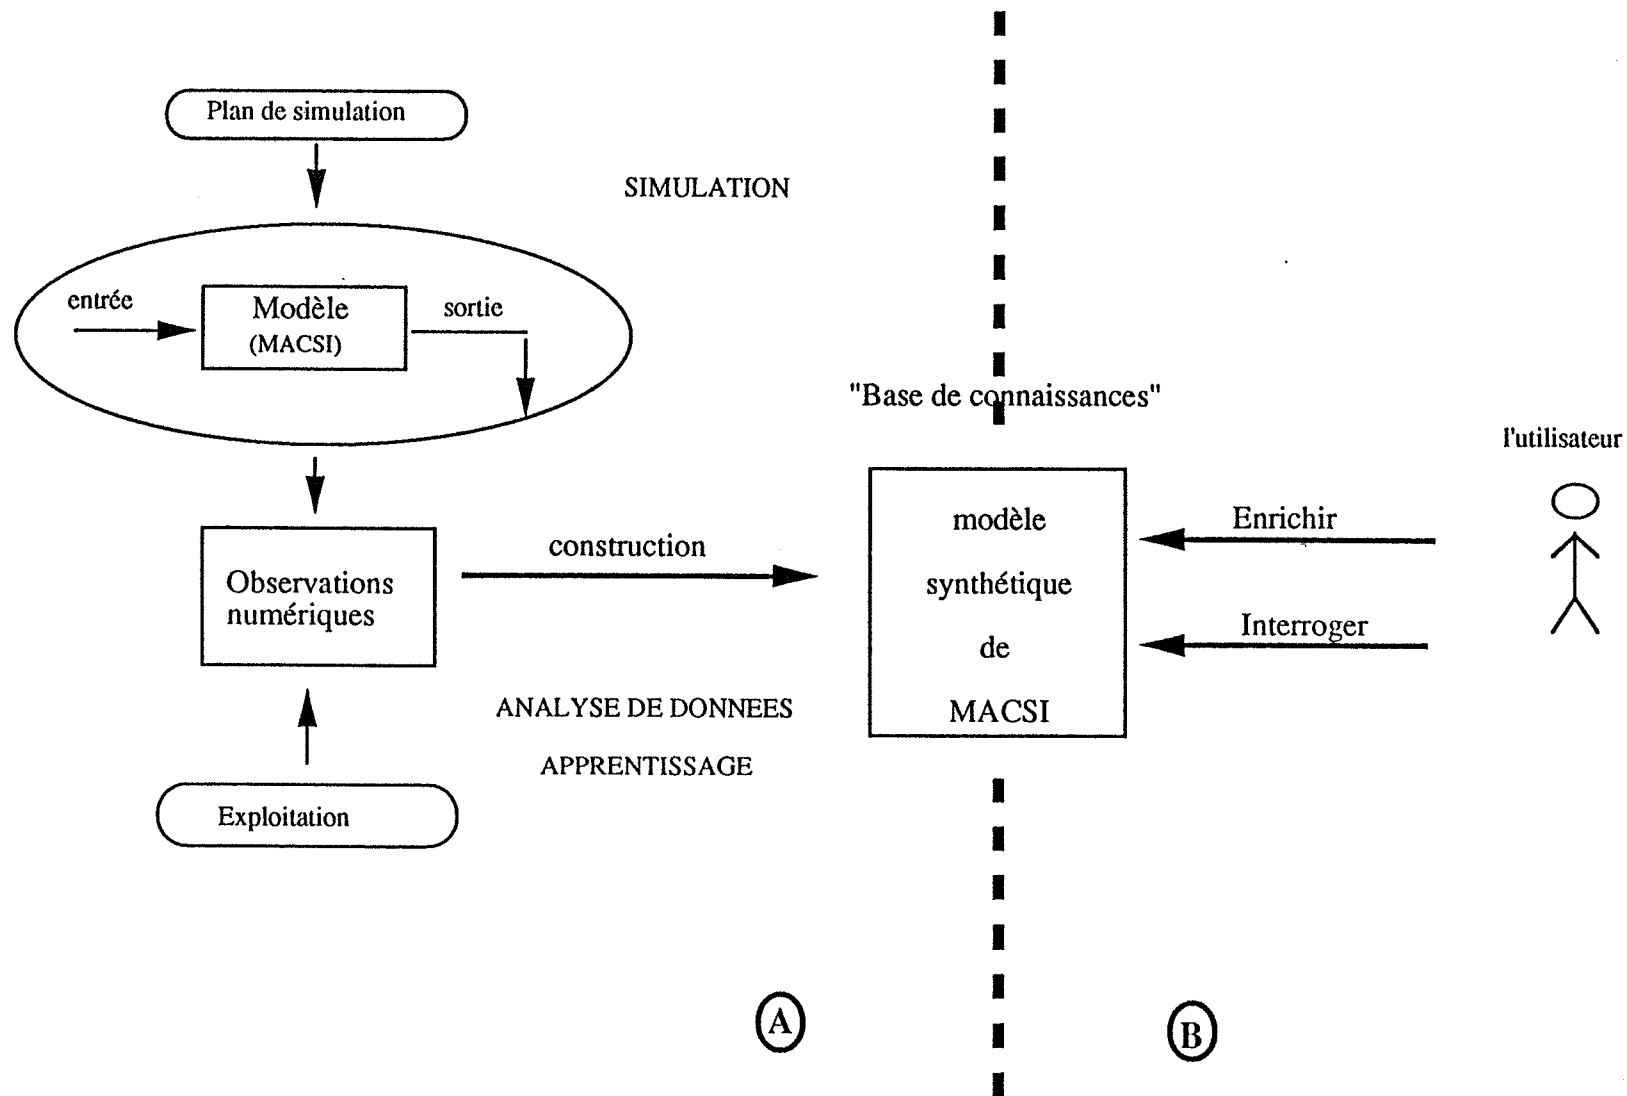 Plan de simulation
SIMULATION
entrée
Modèle
(MACSI)
sortie
"Base de connaissances"
l'utilisateur
modèle
synthétique
de
MACSI
Enrichir
Interroger
construction
Observations
numériques
ANALYSE DE DONNEES
APPRENTISSAGE
Exploitation
A
B